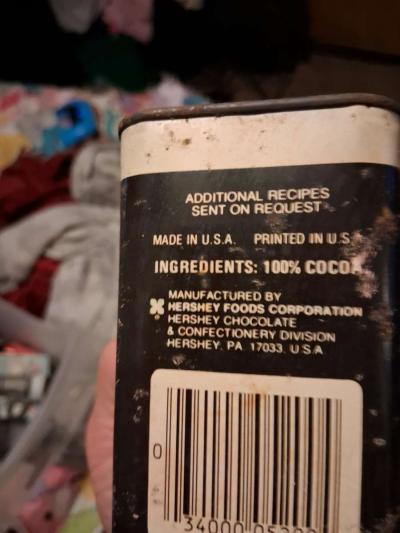 ADDITIONAL RECIPES
SENT ON REQUEST
MADE IN U.S.A. PRINTED IN U.S.
INGREDIENTS: 100% COCOA
MANUFACTURED BY
HERSHEY FOODS CORPORATION
HERSHEY CHOCOLATE
& CONFECTIONERY DIVISION
HERSHEY, PA. 17033, U.S.A.
0
34000